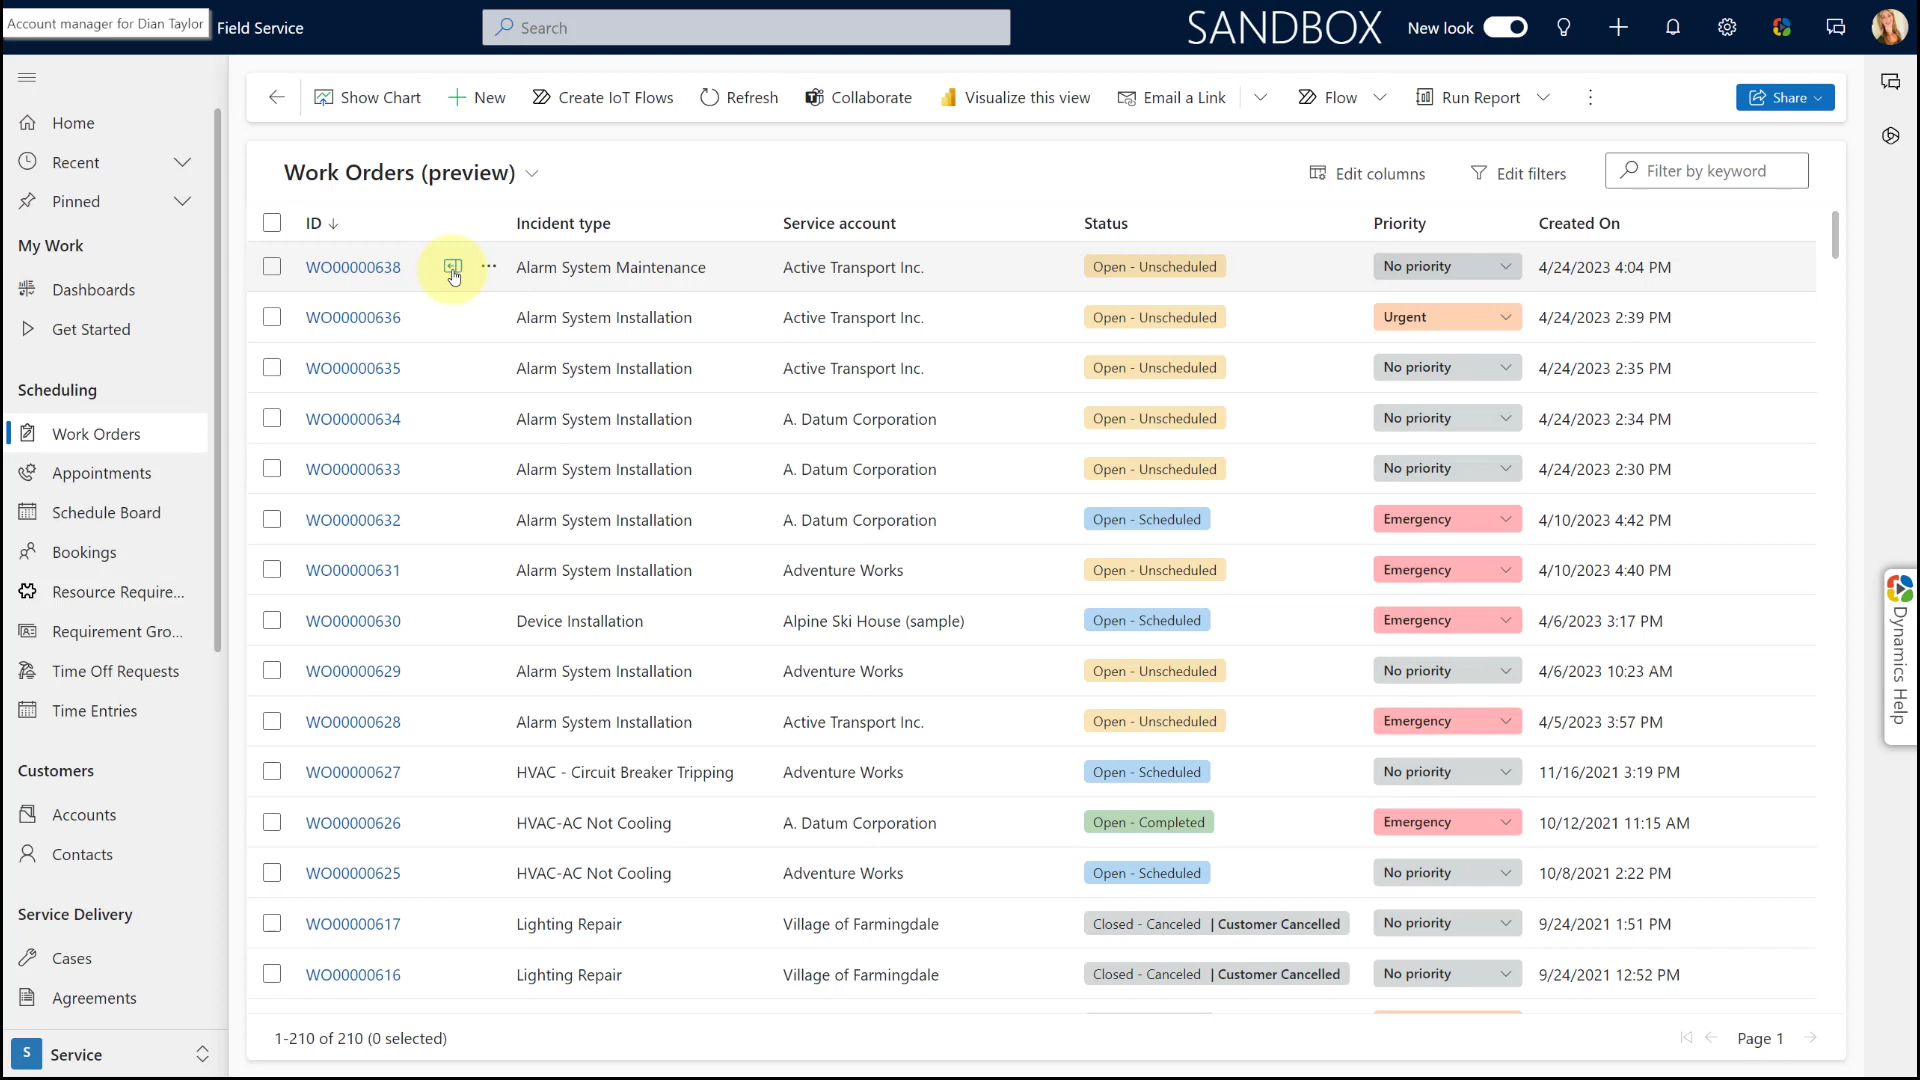 Account manager for Dian Taylor
Field Service
Search
SANDBOX
New look
Show Chart
New
Create IoT Flows
Refresh
Collaborate
Visualize this view
Email a Link
Flow
Run Report
Share
Home
Recent
Pinned
My Work
Dashboards
Get Started
Scheduling
Work Orders
Appointments
Schedule Board
Bookings
Resource Require...
Requirement Gro...
Time Off Requests
Time Entries
Customers
Accounts
Contacts
Service Delivery
Cases
Agreements
S Service
Work Orders (preview)
Edit columns
Edit filters
Filter by keyword
ID Incident type Service account Status Priority Created On
WO00000638 Alarm System Maintenance Active Transport Inc. Open - Unscheduled No priority 4/24/2023 4:04 PM
WO00000636 Alarm System Installation Active Transport Inc. Open - Unscheduled Urgent 4/24/2023 2:39 PM
WO00000635 Alarm System Installation Active Transport Inc. Open - Unscheduled No priority 4/24/2023 2:35 PM
WO00000634 Alarm System Installation A. Datum Corporation Open - Unscheduled No priority 4/24/2023 2:34 PM
WO00000633 Alarm System Installation A. Datum Corporation Open - Unscheduled No priority 4/24/2023 2:30 PM
WO00000632 Alarm System Installation A. Datum Corporation Open - Scheduled Emergency 4/10/2023 4:42 PM
WO00000631 Alarm System Installation Adventure Works Open - Unscheduled Emergency 4/10/2023 4:40 PM
WO00000630 Device Installation Alpine Ski House (sample) Open - Scheduled Emergency 4/6/2023 3:17 PM
WO00000629 Alarm System Installation Adventure Works Open - Unscheduled No priority 4/6/2023 10:23 AM
WO00000628 Alarm System Installation Active Transport Inc. Open - Unscheduled Emergency 4/5/2023 3:57 PM
WO00000627 HVAC - Circuit Breaker Tripping Adventure Works Open - Scheduled No priority 11/16/2021 3:19 PM
WO00000626 HVAC-AC Not Cooling A. Datum Corporation Open - Completed Emergency 10/12/2021 11:15 AM
WO00000625 HVAC-AC Not Cooling Adventure Works Open - Scheduled No priority 10/8/2021 2:22 PM
WO00000617 Lighting Repair Village of Farmingdale Closed - Canceled | Customer Cancelled No priority 9/24/2021 1:51 PM
WO00000616 Lighting Repair Village of Farmingdale Closed - Canceled | Customer Cancelled No priority 9/24/2021 12:52 PM
1-210 of 210 (0 selected)
Page 1
Dynamics Help